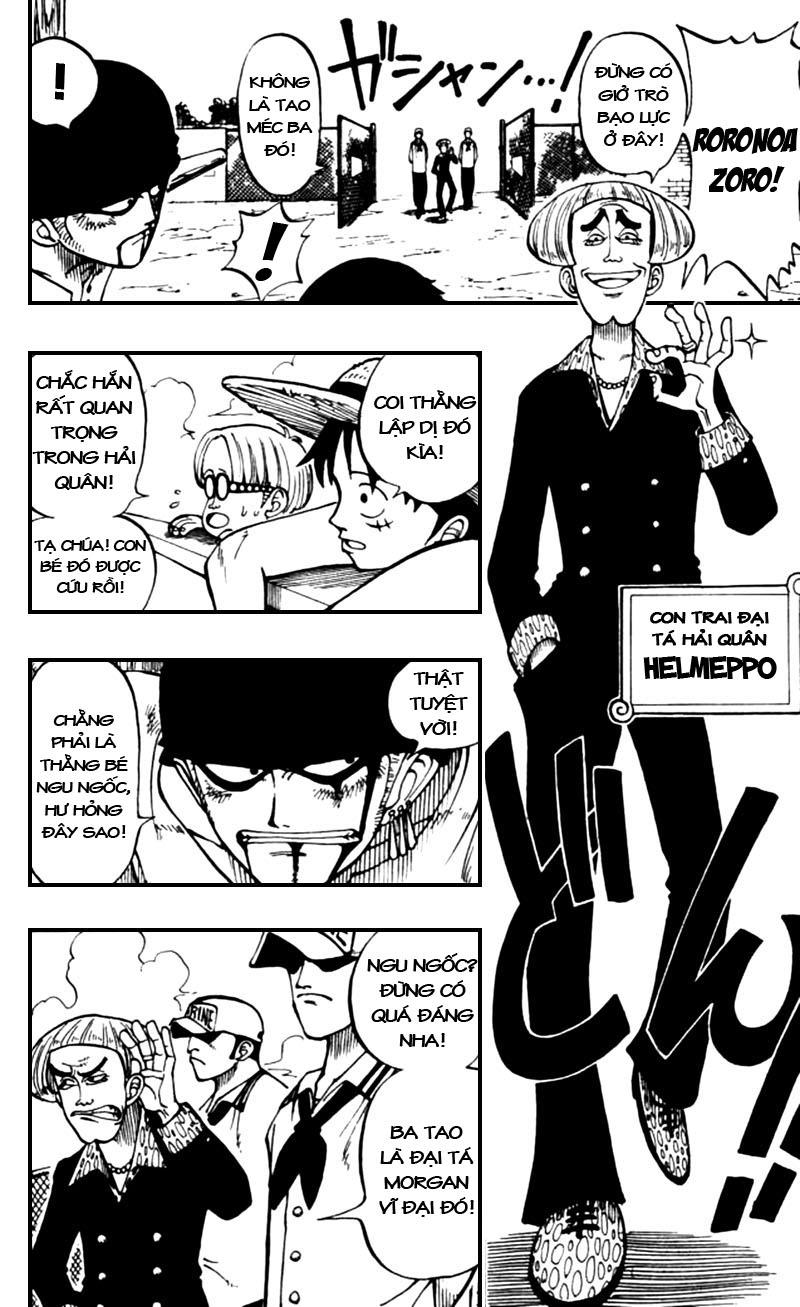 RORONOA
ZORO!
ĐỪNG CÓ
GIỞ TRÒ
BẠO LỰC
Ở ĐÂY!
ガシャン…!
KHÔNG
LÀ TAO
MÉC BA
ĐÓ!
!
!
COI THẰNG
LẬP DỊ ĐÓ
KÌA!
CHẮC HẮN
RẤT QUAN
TRỌNG
TRONG HẢI
QUÂN!
TẠ CHÚA! CON
BÉ ĐÓ ĐƯỢC
CỨU RỒI!
CON TRAI ĐẠI
TÁ HẢI QUÂN
HELMEPPO
どん!!
THẬT
TUYỆT
VỜI!
CHẲNG
PHẢI LÀ
THẰNG BÉ
NGU NGỐC,
HƯ HỎNG
ĐÂY SAO!
NGU NGỐC?
ĐỪNG CÓ
QUÁ ĐÁNG
NHA!
BA TAO
LÀ ĐẠI TÁ
MORGAN
VĨ ĐẠI ĐÓ!
RINE